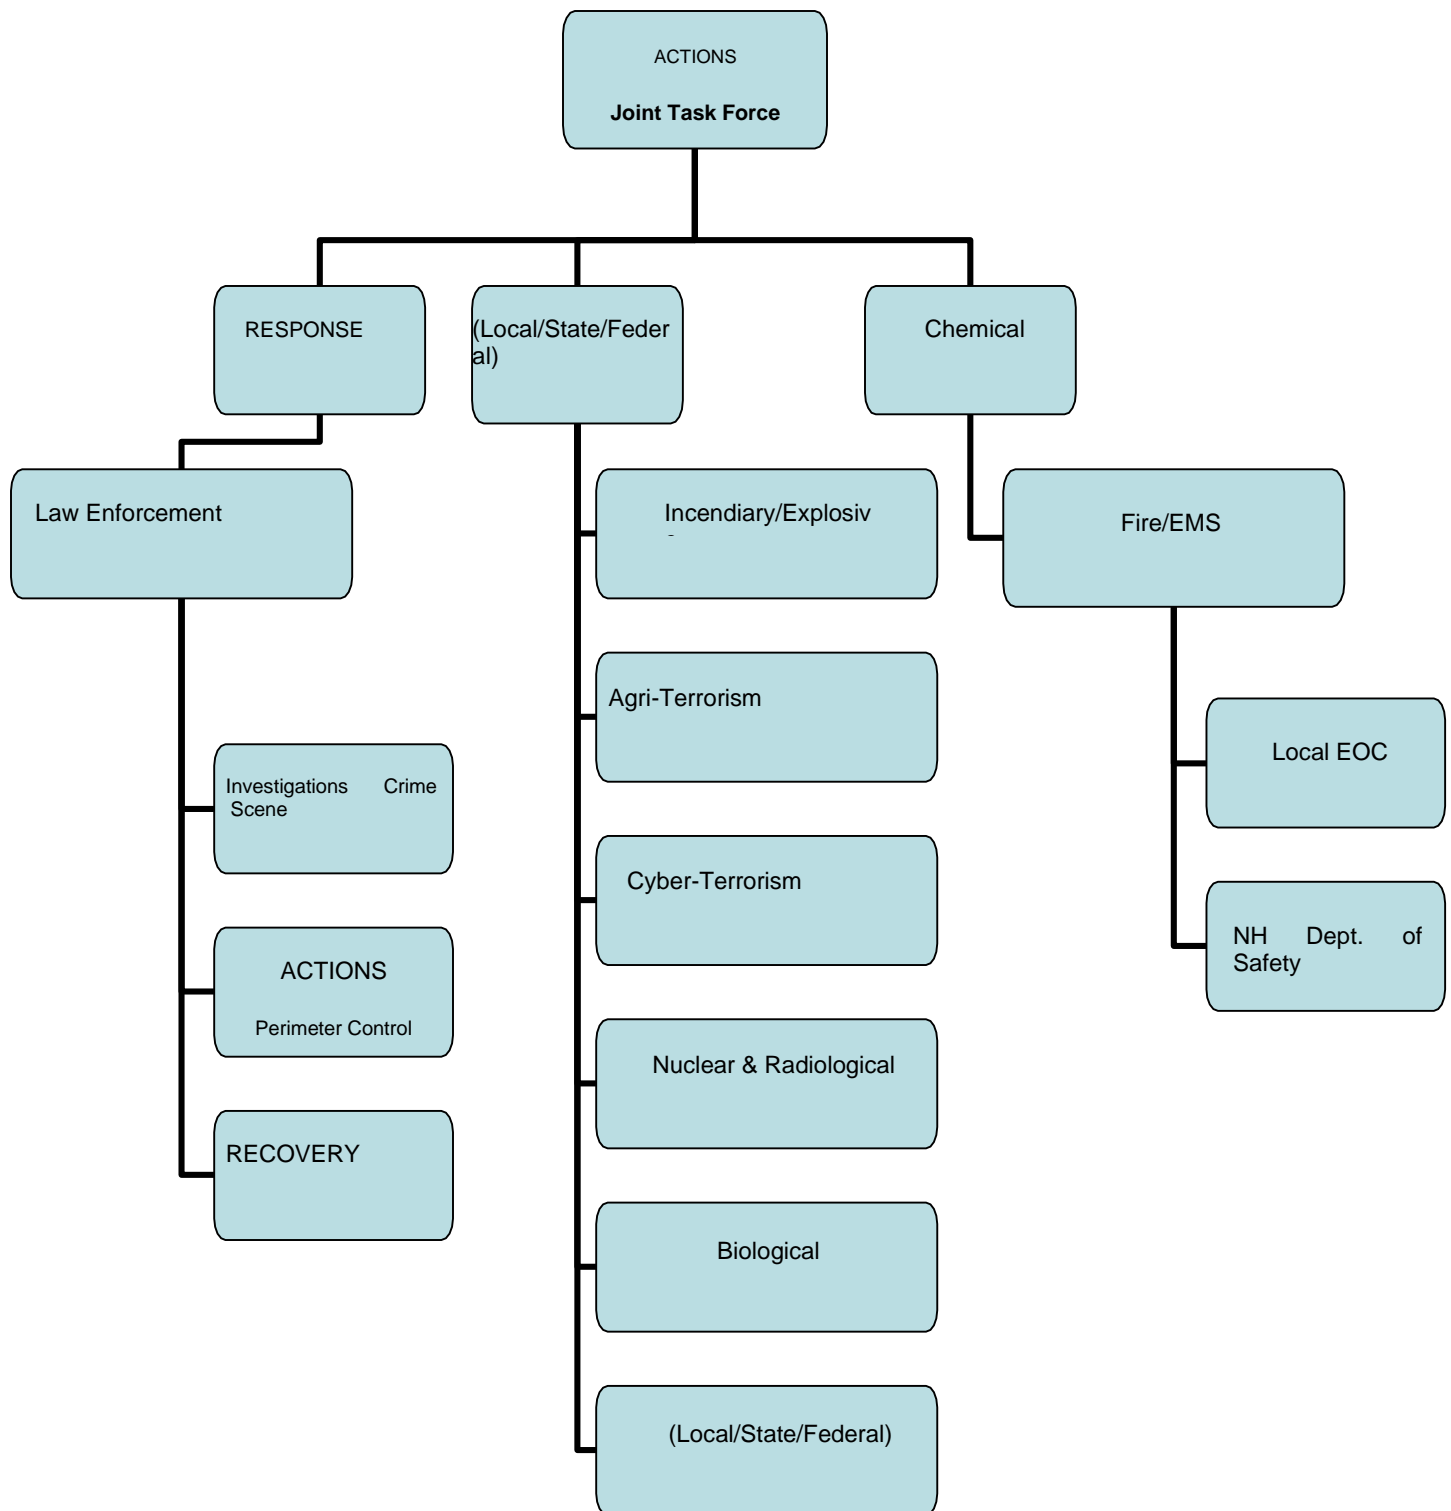 ACTIONS
Joint Task Force
RESPONSE
(Local/State/Feder
al)
Chemical
Law Enforcement
Incendiary/Explosiv
Fire/EMS
Agri-Terrorism
Local EOC
Investigations Crime
Scene
Cyber-Terrorism
NH Dept. of
Safety
ACTIONS
Perimeter Control
Nuclear & Radiological
RECOVERY
Biological
(Local/State/Federal)